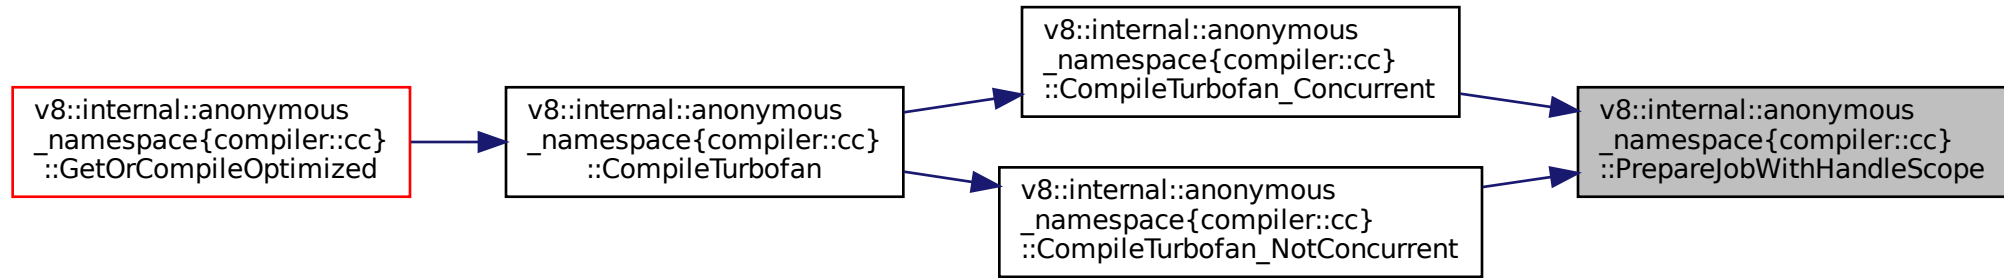 v8::internal::anonymous
_namespace{compiler::cc}
::GetOrCompileOptimized
v8::internal::anonymous
_namespace{compiler::cc}
::CompileTurbofan
v8::internal::anonymous
_namespace{compiler::cc}
::CompileTurbofan_Concurrent
v8::internal::anonymous
_namespace{compiler::cc}
::CompileTurbofan_NotConcurrent
v8::internal::anonymous
_namespace{compiler::cc}
::PrepareJobWithHandleScope